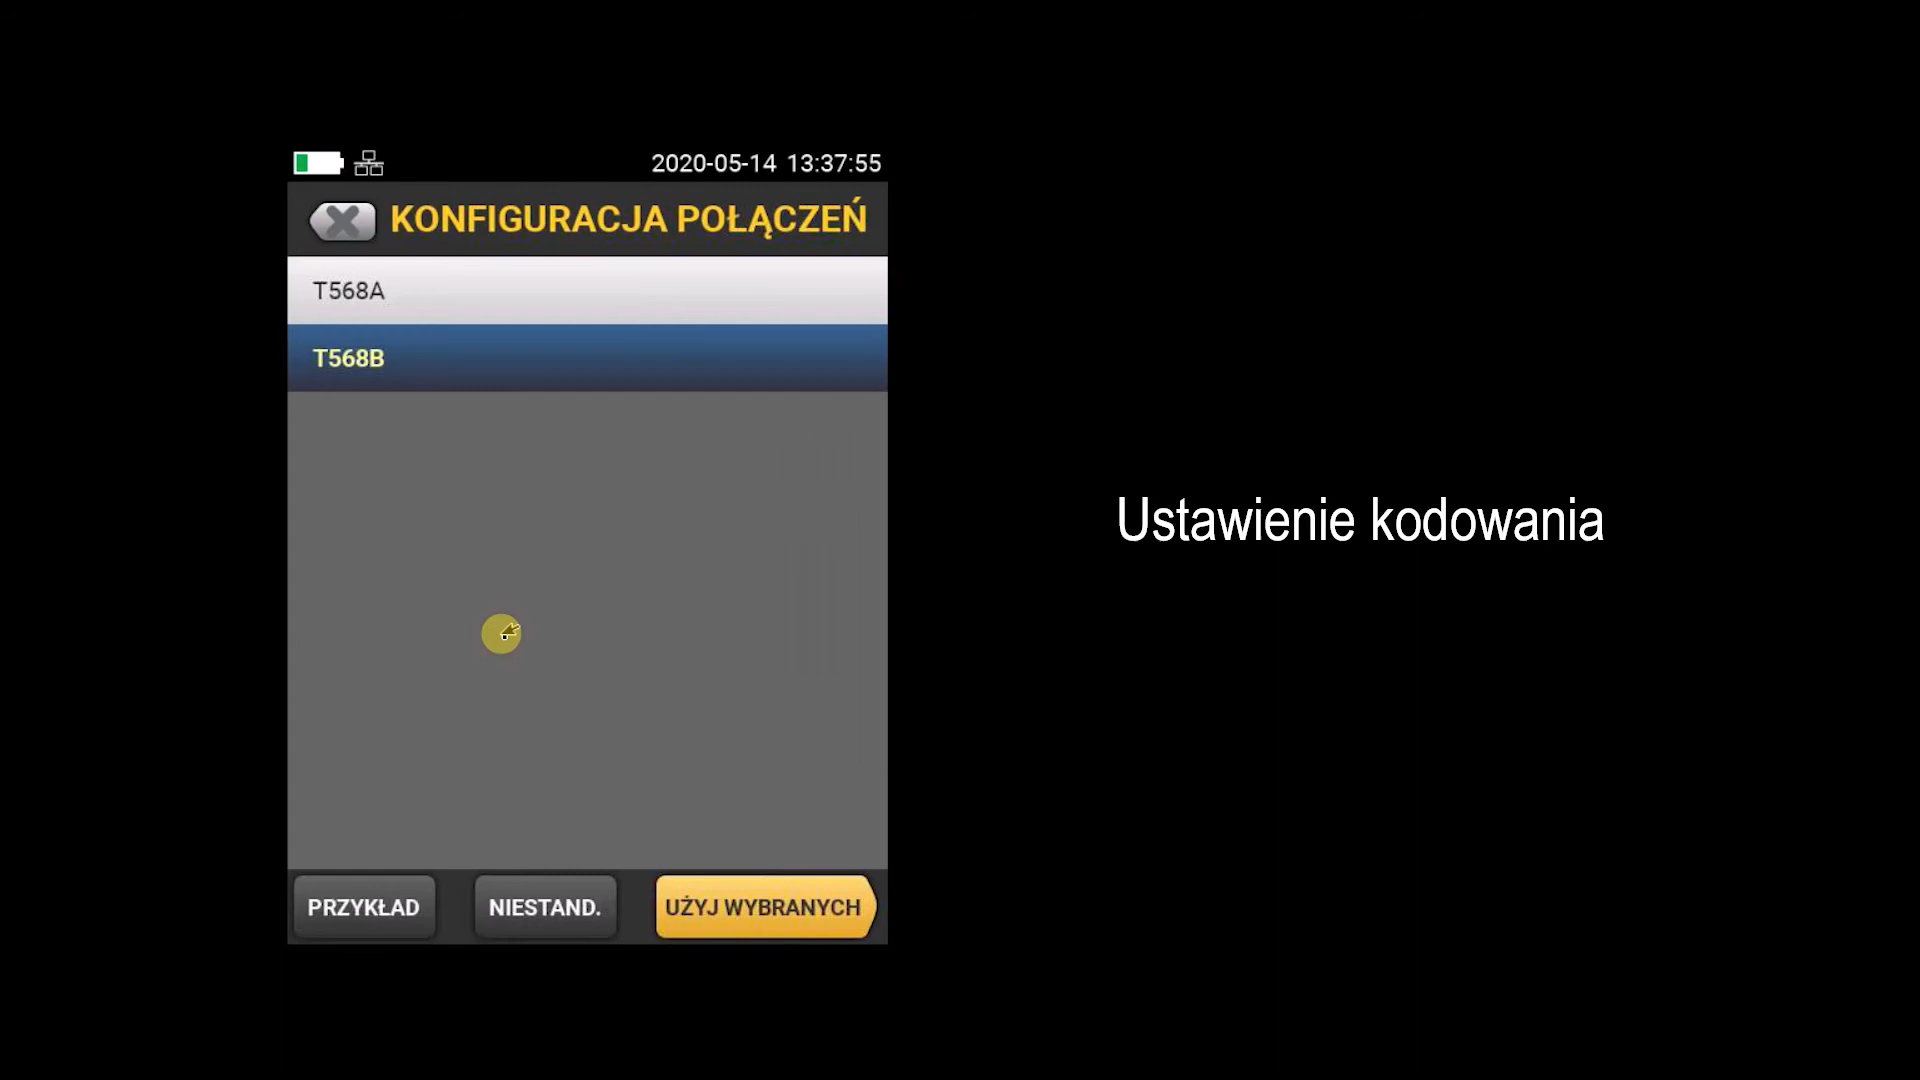 2020-05-14 13:37:55
KONFIGURACJA POŁĄCZEŃ
T568A
T568B
Ustawienie kodowania
PRZYKŁAD
NIESTAND.
UŻYJ WYBRANYCH